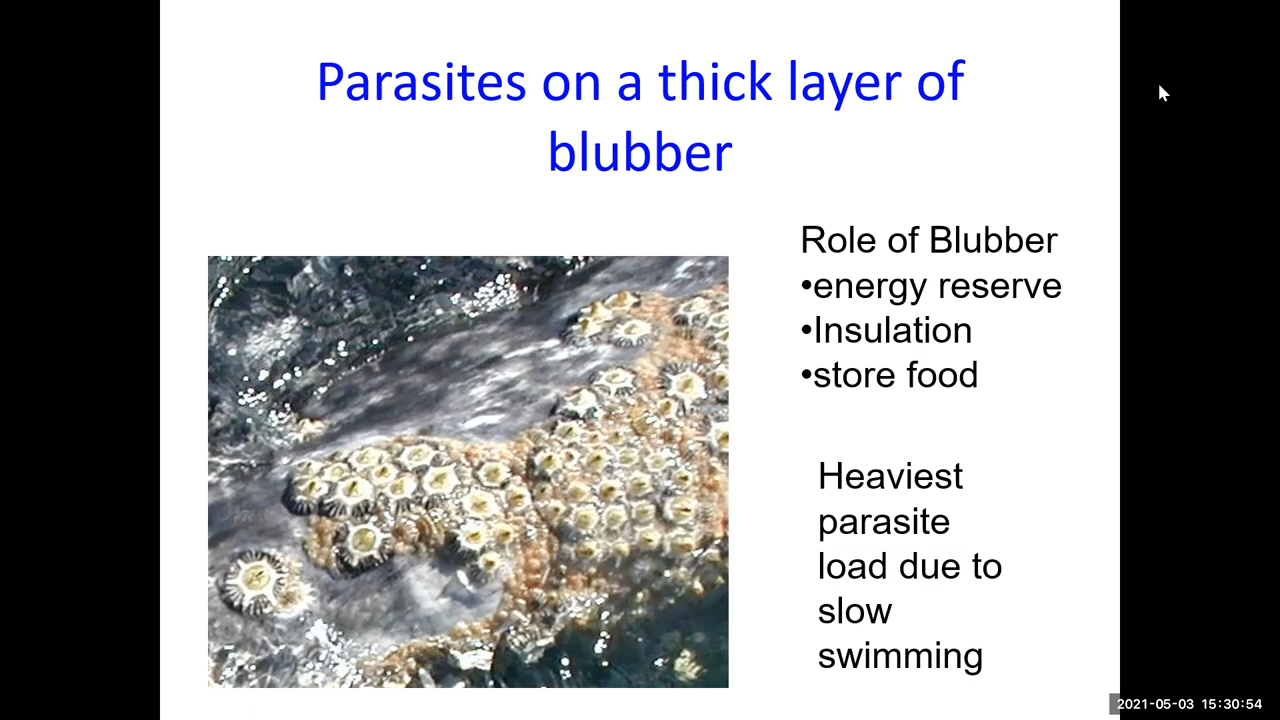 Parasites on a thick layer of
blubber
Role of Blubber
•energy reserve
•Insulation
•store food
Heaviest
parasite
load due to
slow
swimming
2021-05-03 15:30:54